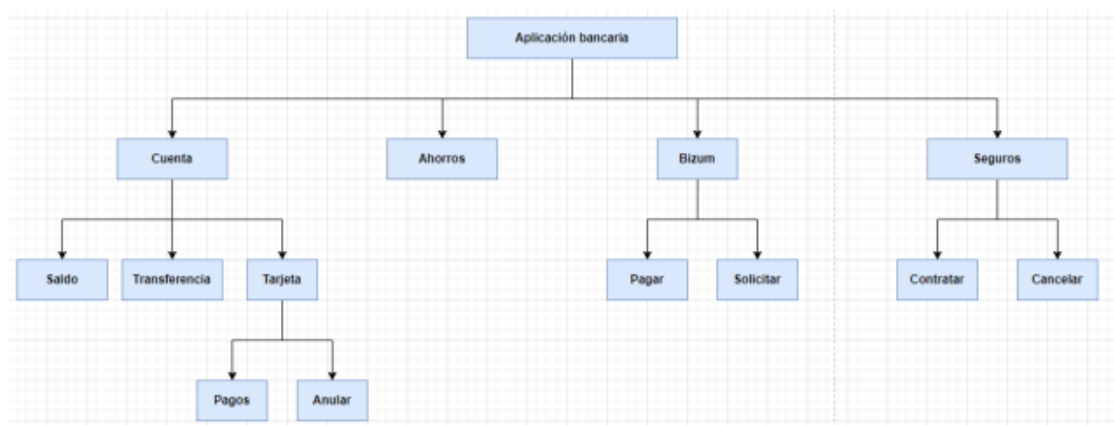 Aplicación bancaria
Cuenta
Ahorros
Bizum
Seguros
Saldo
Transferencia
Tarjeta
Pagar
Solicitar
Contratar
Cancelar
Pagos
Anular